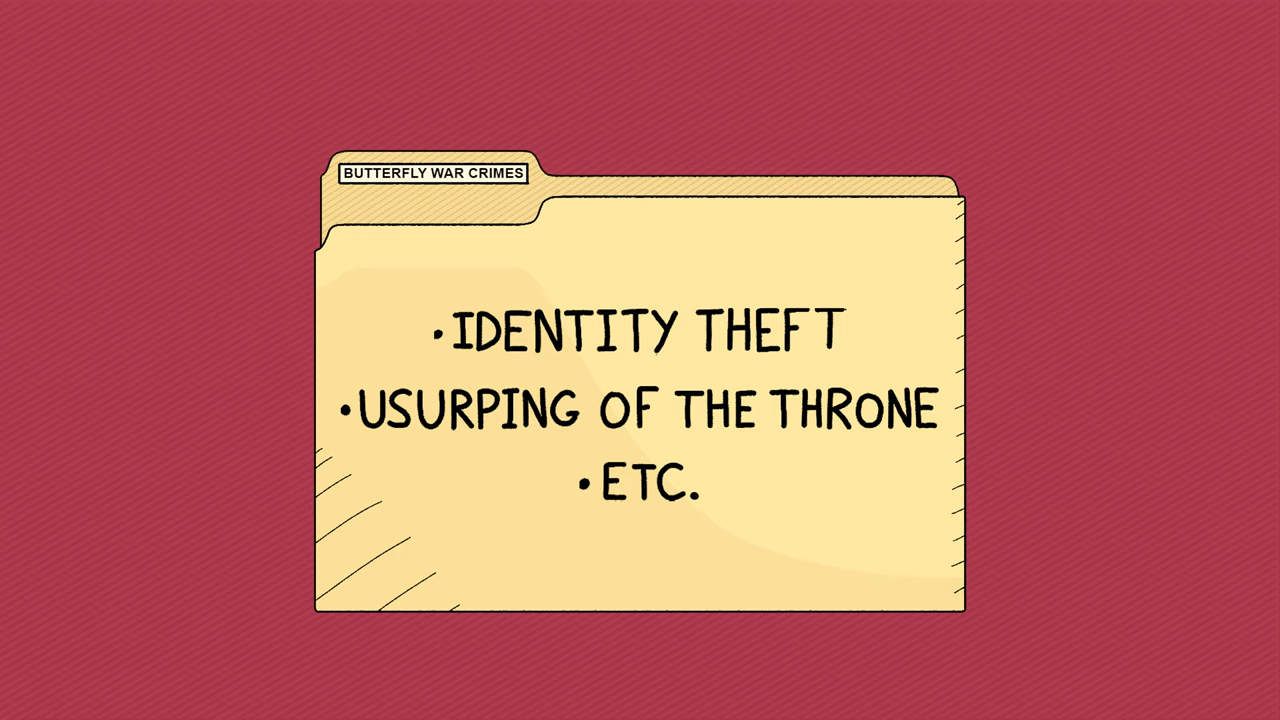 BUTTERFLY WAR CRIMES
• IDENTITY THEFT
• USURPING OF THE THRONE
• ETC.